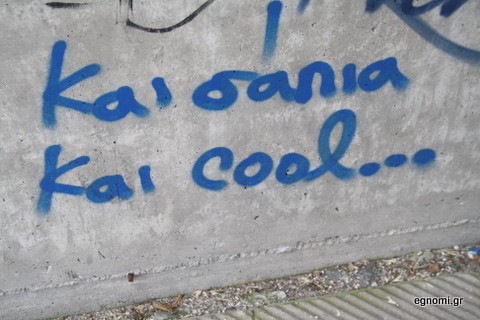 και σαπια
και cool...
egnomi.gr